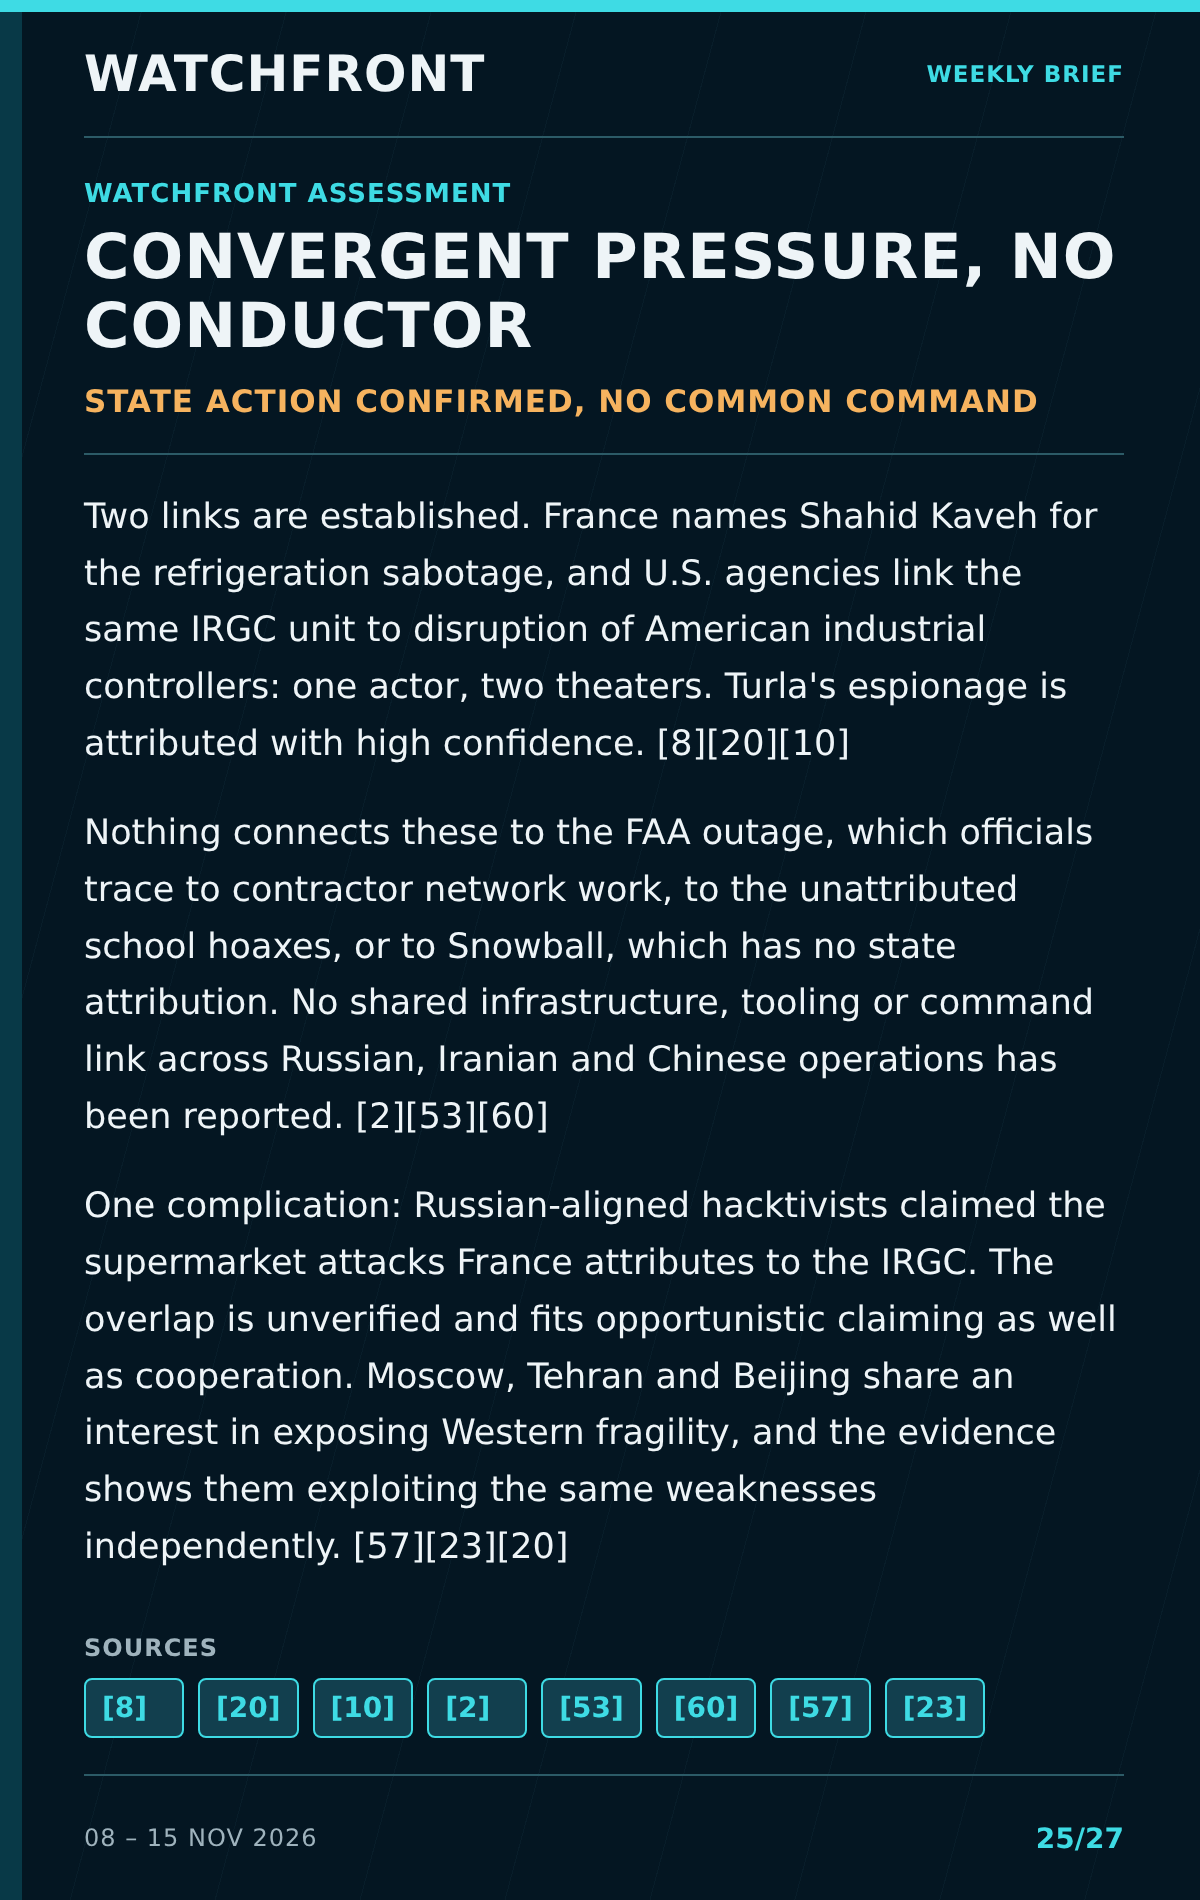 WATCHFRONT
WEEKLY BRIEF
WATCHFRONT ASSESSMENT
CONVERGENT PRESSURE, NO
CONDUCTOR
STATE ACTION CONFIRMED, NO COMMON COMMAND
Two links are established. France names Shahid Kaveh for
the refrigeration sabotage, and U.S. agencies link the
same IRGC unit to disruption of American industrial
controllers: one actor, two theaters. Turla's espionage is
attributed with high confidence. [8][20][10]
Nothing connects these to the FAA outage, which officials
trace to contractor network work, to the unattributed
school hoaxes, or to Snowball, which has no state
attribution. No shared infrastructure, tooling or command
link across Russian, Iranian and Chinese operations has
been reported. [2][53][60]
One complication: Russian-aligned hacktivists claimed the
supermarket attacks France attributes to the IRGC. The
overlap is unverified and fits opportunistic claiming as well
as cooperation. Moscow, Tehran and Beijing share an
interest in exposing Western fragility, and the evidence
shows them exploiting the same weaknesses
independently. [57][23][20]
SOURCES
[8] [20] [10] [2] [53] [60] [57] [23]
08 – 15 NOV 2026
25/27